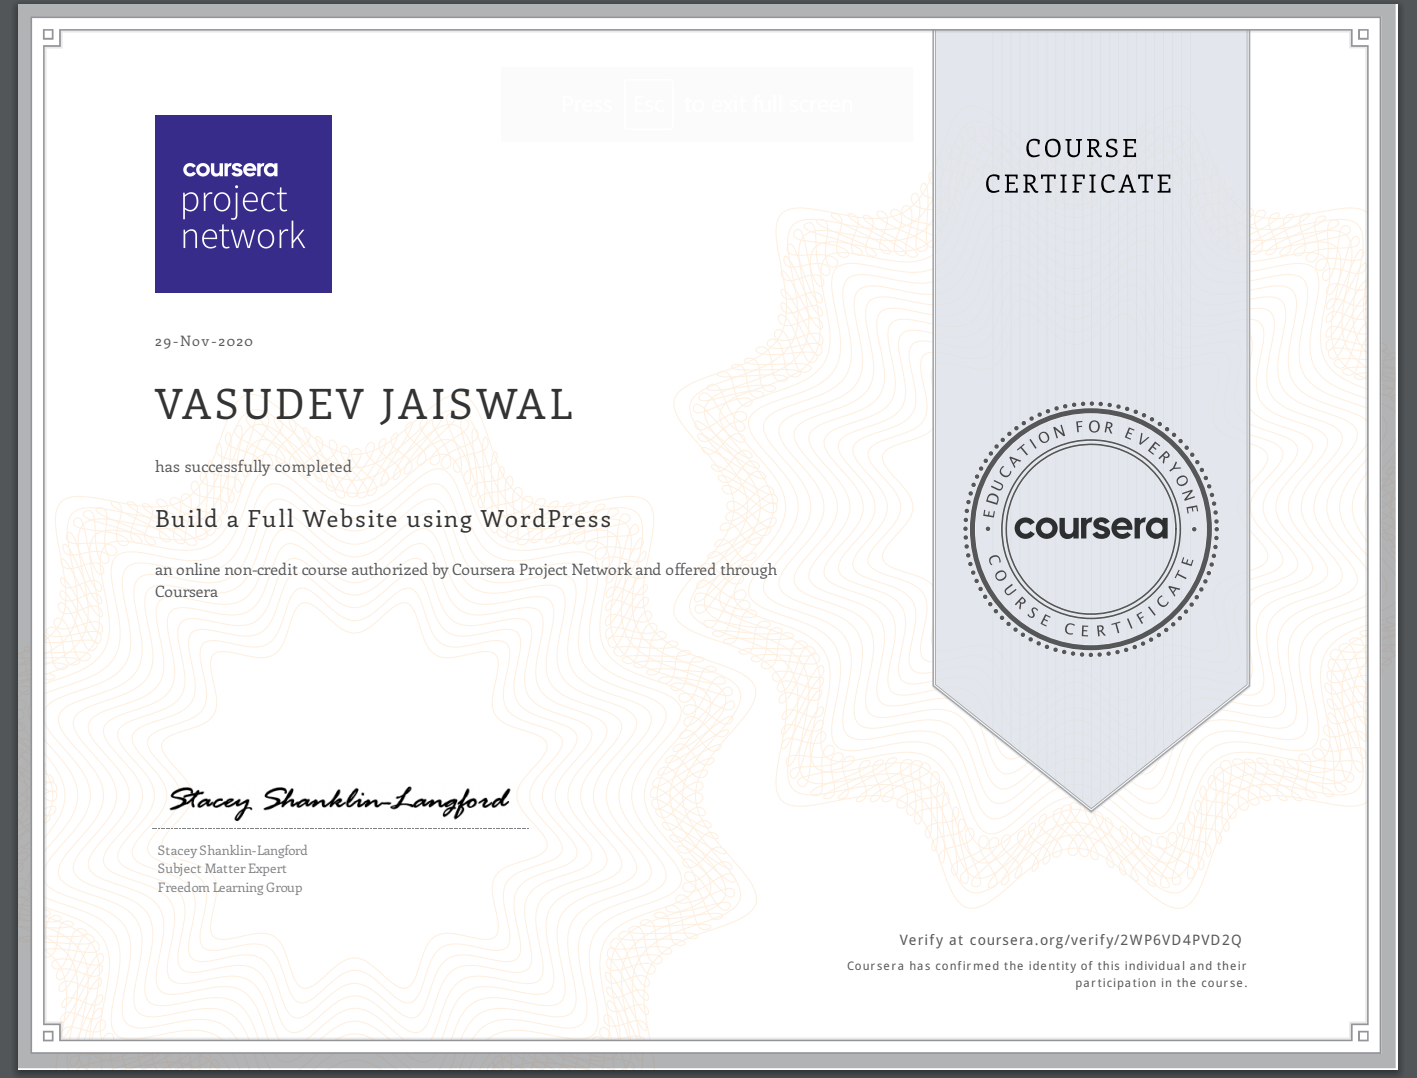 Press Esc to exit full screen
COURSE
CERTIFICATE
coursera
project
network
29-Nov-2020
VASUDEV JAISWAL
has successfully completed
Build a Full Website using WordPress
an online non-credit course authorized by Coursera Project Network and offered through
Coursera
EDUCATION FOR EVERYONE
coursera
COURSE CERTIFICATE
Stacey Shanklin-Langford
Stacey Shanklin-Langford
Subject Matter Expert
Freedom Learning Group
Verify at coursera.org/verify/2WP6VD4PVD2Q
Coursera has confirmed the identity of this individual and their
participation in the course.